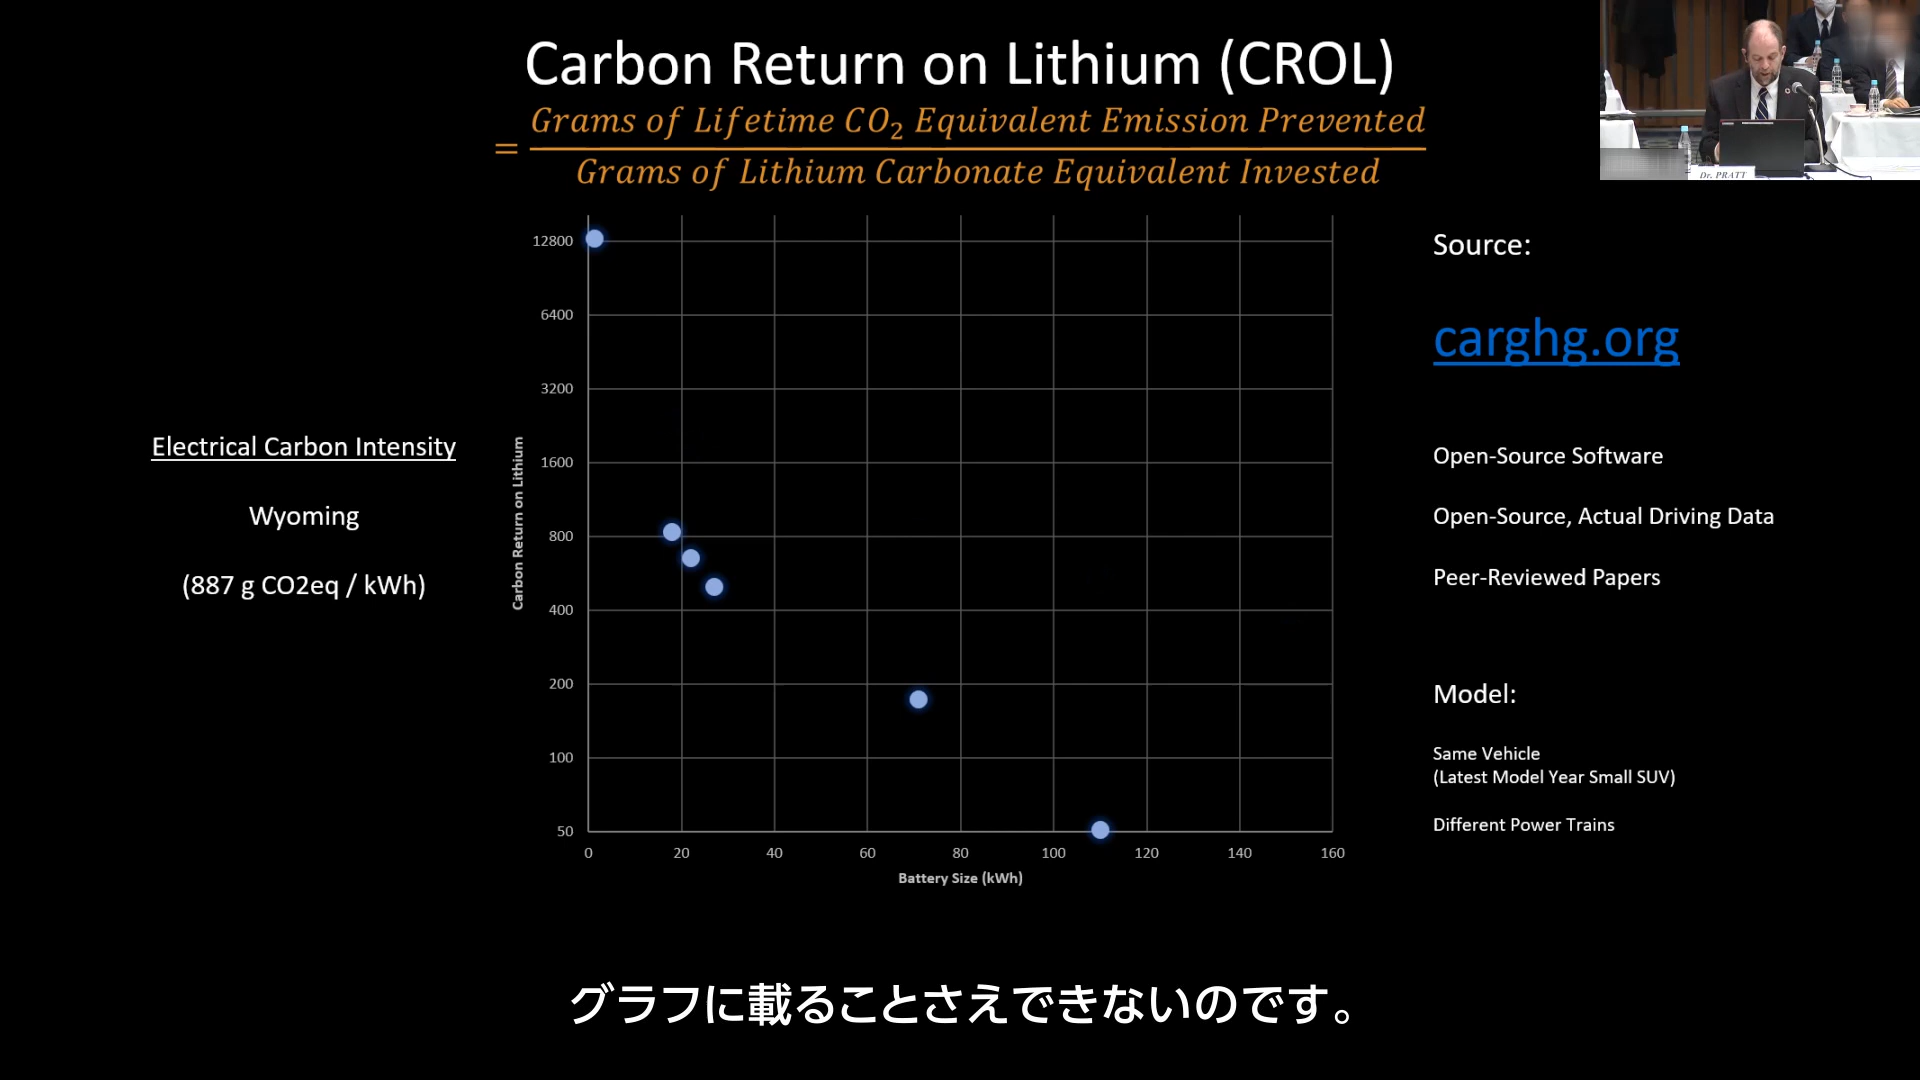 Carbon Return on Lithium (CROL)
= Grams of Lifetime CO₂ Equivalent Emission Prevented
Grams of Lithium Carbonate Equivalent Invested
Dr. PRATT
Electrical Carbon Intensity
Wyoming
(887 g CO2eq / kWh)
Carbon Return on Lithium
12800
6400
3200
1600
800
400
200
100
50
0 20 40 60 80 100 120 140 160
Battery Size (kWh)
Source:
carghg.org
Open-Source Software
Open-Source, Actual Driving Data
Peer-Reviewed Papers
Model:
Same Vehicle
(Latest Model Year Small SUV)
Different Power Trains
グラフに載ることさえできないのです。